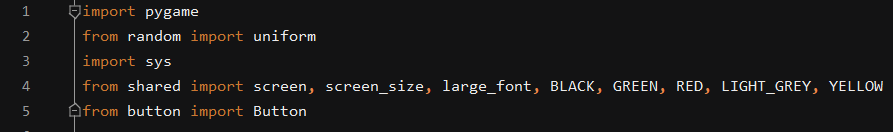 1 import pygame
2 from random import uniform
3 import sys
4 from shared import screen, screen_size, large_font, BLACK, GREEN, RED, LIGHT_GREY, YELLOW
5 from button import Button